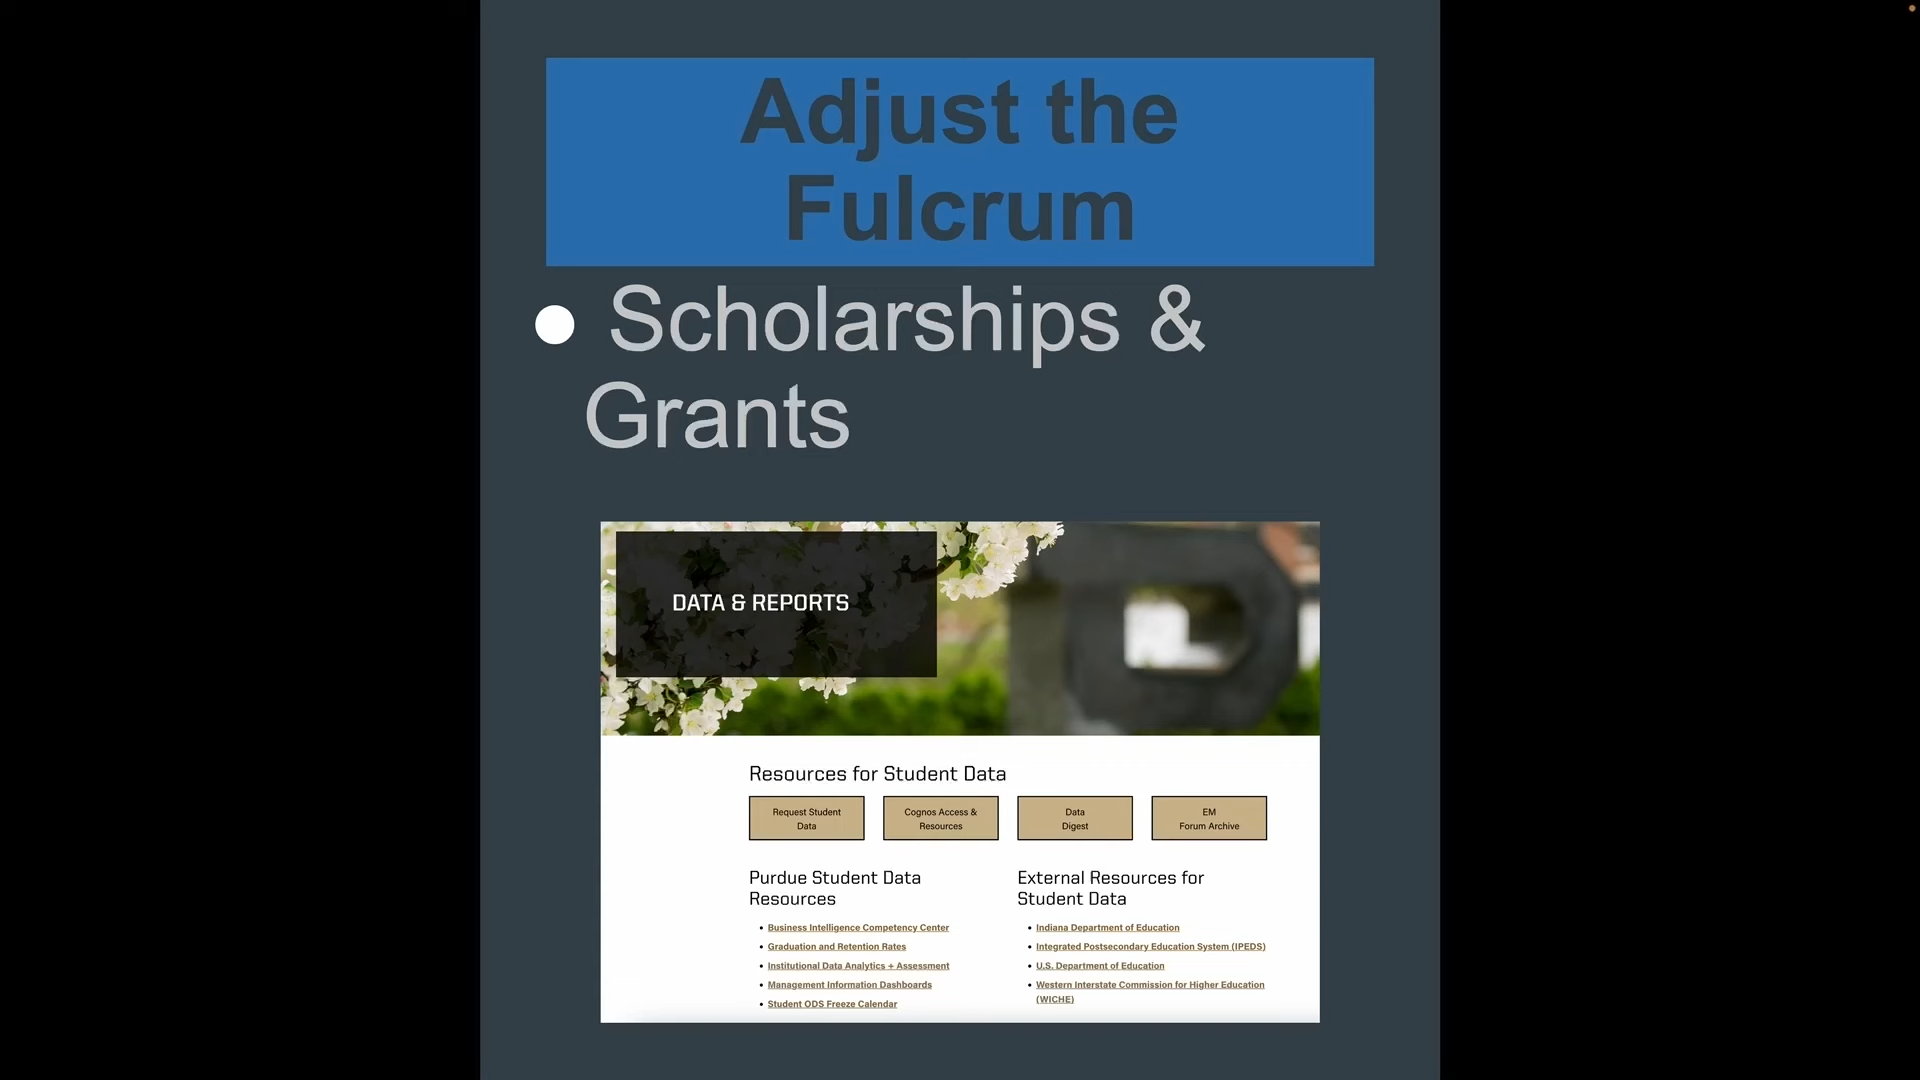 Adjust the
Fulcrum
● Scholarships &
Grants
DATA & REPORTS
Resources for Student Data
Request Student
Data
Cognos Access &
Resources
Data
Digest
EM
Forum Archive
Purdue Student Data
Resources
• Business Intelligence Competency Center
• Graduation and Retention Rates
• Institutional Data Analytics + Assessment
• Management Information Dashboards
• Student ODS Freeze Calendar
External Resources for
Student Data
• Indiana Department of Education
• Integrated Postsecondary Education System (IPEDS)
• U.S. Department of Education
• Western Interstate Commission for Higher Education
(WICHE)